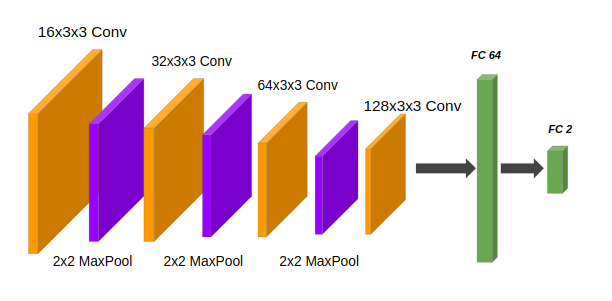 16x3x3 Conv
32x3x3 Conv
64x3x3 Conv
128x3x3 Conv
FC 64
FC 2
2x2 MaxPool
2x2 MaxPool
2x2 MaxPool